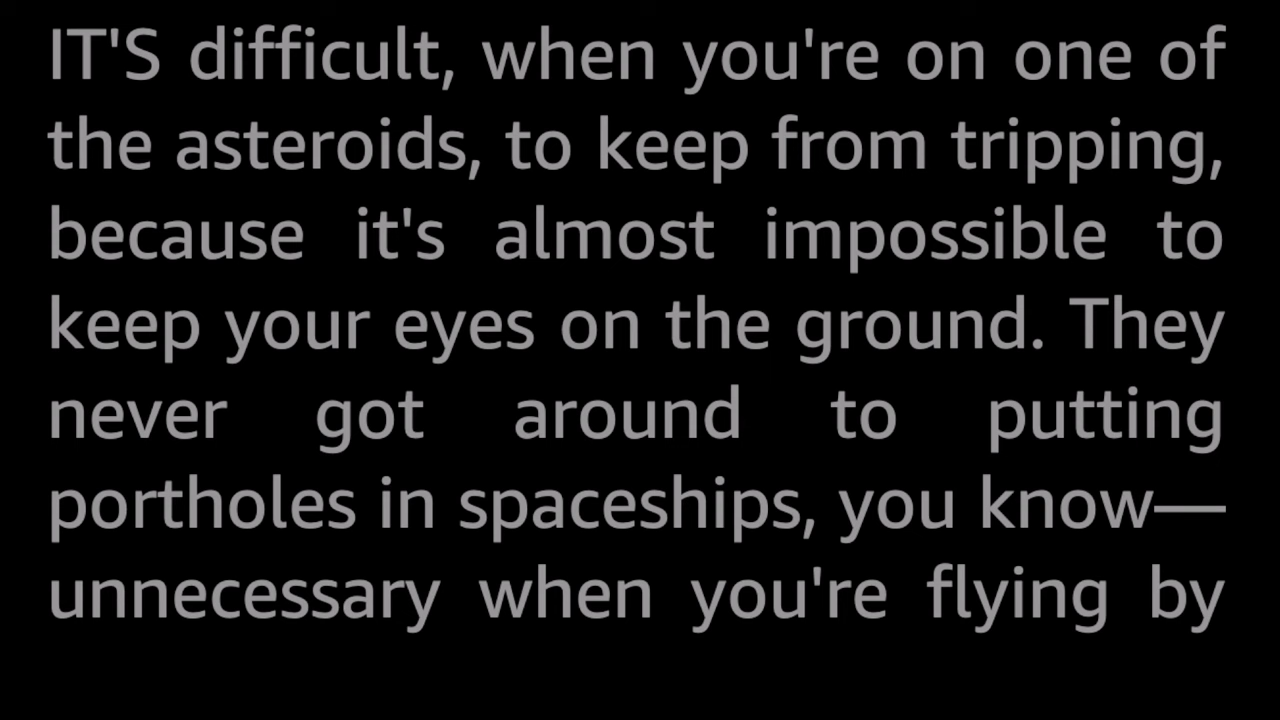 IT'S difficult, when you're on one of
the asteroids, to keep from tripping,
because it's almost impossible to
keep your eyes on the ground. They
never got around to putting
portholes in spaceships, you know—
unnecessary when you're flying by